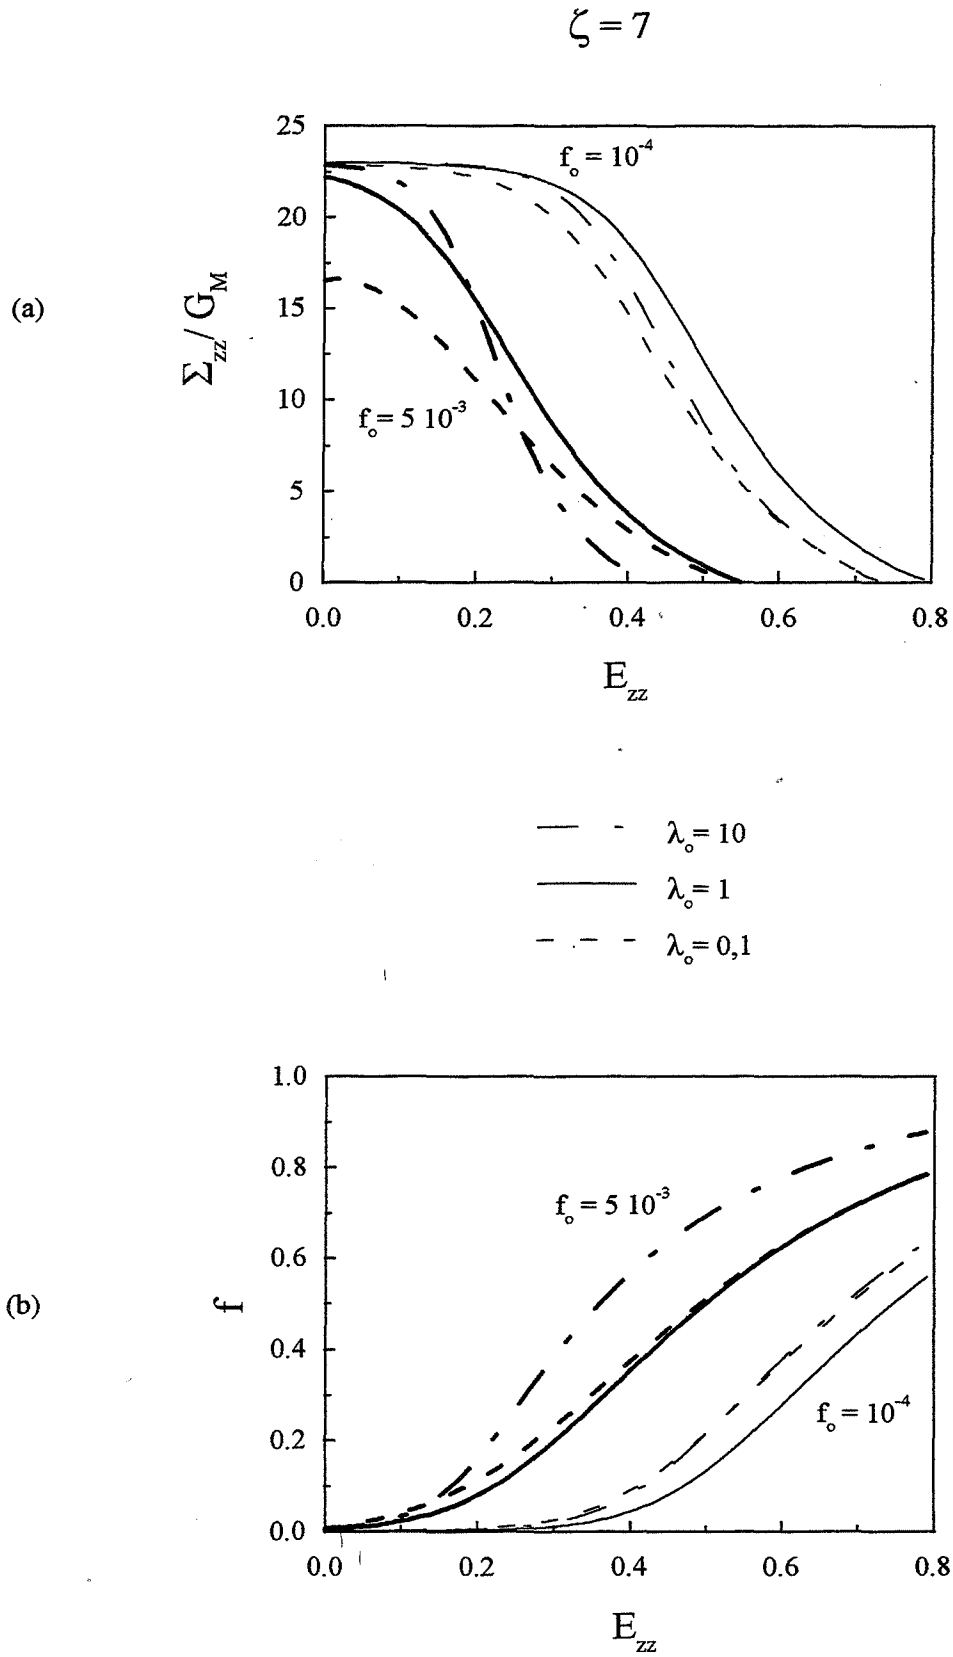 ζ = 7
(a)
Σzz/ GM
25
20
15
10
5
0
fo = 10-4
fo= 5 10-3
0.0 0.2 0.4 0.6 0.8
Ezz
λo= 10
λo= 1
λo= 0,1
(b)
f
1.0
0.8
0.6
0.4
0.2
0.0
fo = 5 10-3
fo = 10-4
0.0 0.2 0.4 0.6 0.8
Ezz